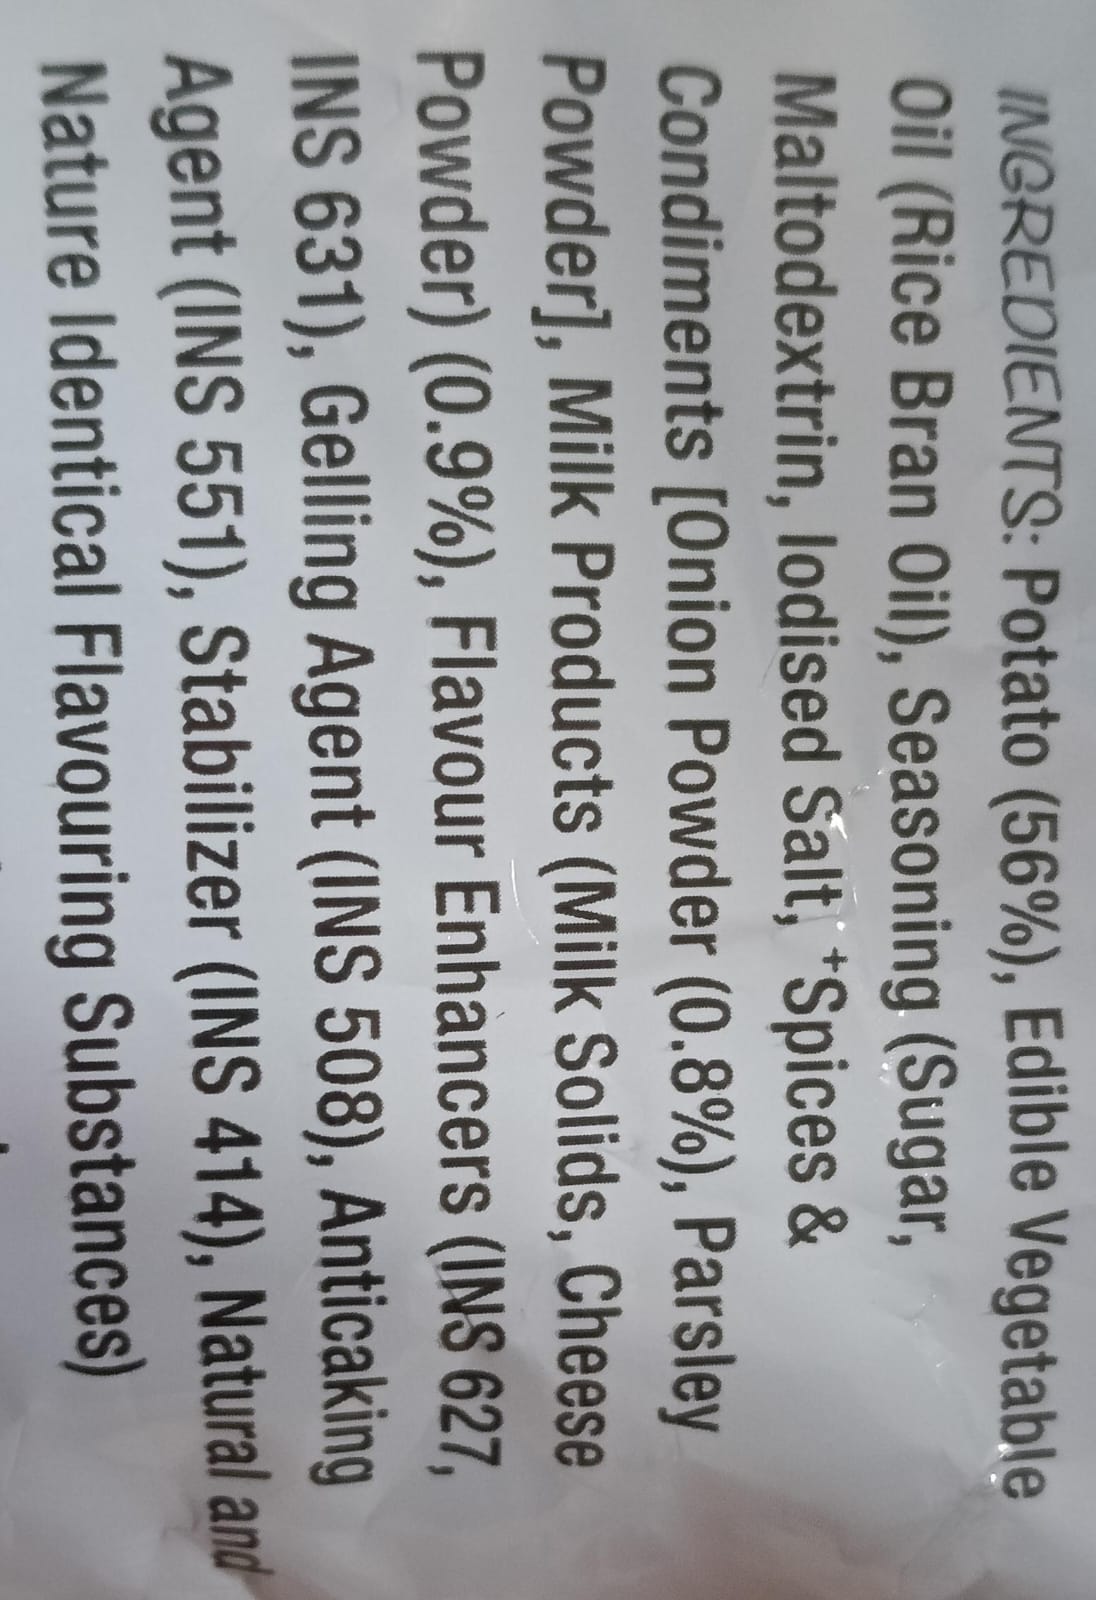 INGREDIENTS: Potato (56%), Edible Vegetable
Oil (Rice Bran Oil), Seasoning (Sugar,
Maltodextrin, Iodised Salt, ⁺Spices &
Condiments [Onion Powder (0.8%), Parsley
Powder], Milk Products (Milk Solids, Cheese
Powder) (0.9%), Flavour Enhancers (INS 627,
INS 631), Gelling Agent (INS 508), Anticaking
Agent (INS 551), Stabilizer (INS 414), Natural and
Nature Identical Flavouring Substances)